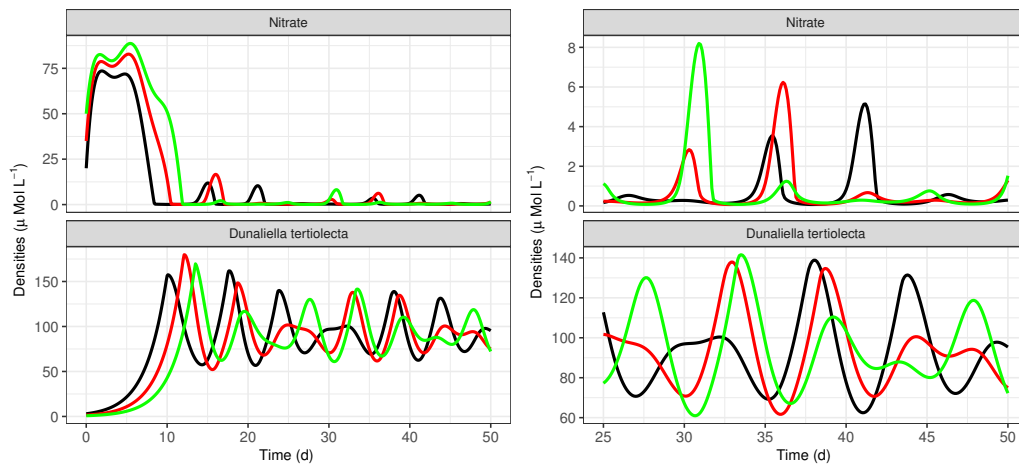 Nitrate
75
50
25
0
Dunaliella tertiolecta
150
100
50
0
0 10 20 30 40 50
Time (d)
Densities (μ Mol L⁻¹)
Nitrate
8
6
4
2
0
Dunaliella tertiolecta
140
120
100
80
60
25 30 35 40 45 50
Time (d)
Densities (μ Mol L⁻¹)